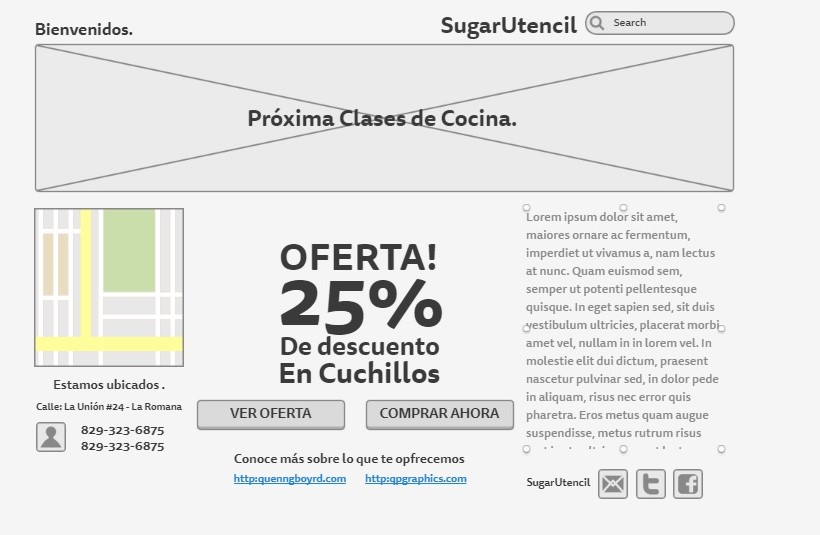 Bienvenidos.
SugarUtencil
Search
Próxima Clases de Cocina.
OFERTA!
25%
De descuento
En Cuchillos
VER OFERTA
COMPRAR AHORA
Conoce más sobre lo que te opfrecemos
http:quenngboyrd.com
http:qpgraphics.com
Estamos ubicados .
Calle: La Unión #24 - La Romana
829-323-6875
829-323-6875
Lorem ipsum dolor sit amet,
maiores ornare ac fermentum,
imperdiet ut vivamus a, nam lectus
at nunc. Quam euismod sem,
semper ut potenti pellentesque
quisque. In eget sapien sed, sit duis
vestibulum ultricies, placerat morbi
amet vel, nullam in in lorem vel. In
molestie elit dui dictum, praesent
nascetur pulvinar sed, in dolor pede
in aliquam, risus nec error quis
pharetra. Eros metus quam augue
suspendisse, metus rutrum risus
SugarUtencil